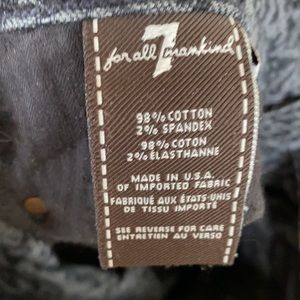 for all 7 mankind
98% COTTON
2% SPANDEX
98% COTON
2% ÉLASTHANNE
MADE IN U.S.A.
OF IMPORTED FABRIC
FABRIQUÉ AUX ÉTATS-UNIS
DE TISSU IMPORTÉ
SEE REVERSE FOR CARE
ENTRETIEN AU VERSO